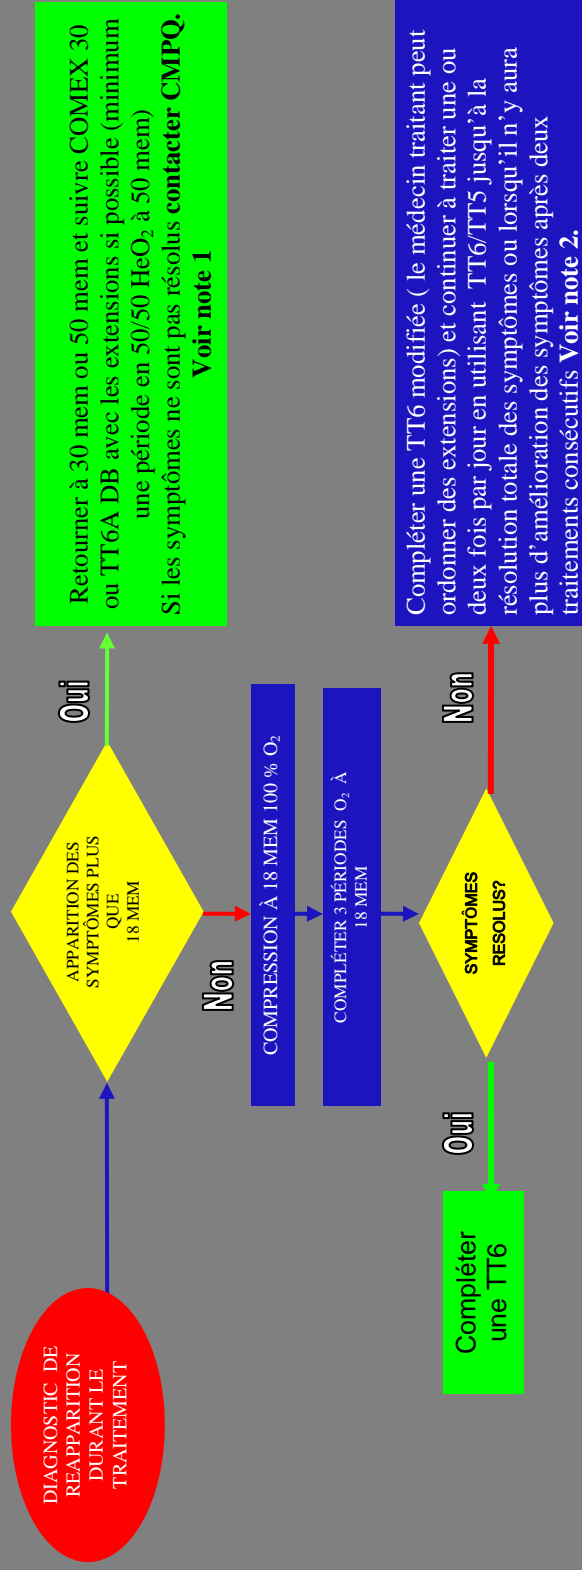 DIAGNOSTIC DE
REAPPARITION
DURANT LE
TRAITEMENT
APPARITION DES
SYMPTÔMES PLUS
QUE
18 MEM
Oui
Retourner à 30 mem ou 50 mem et suivre COMEX 30
ou TT6A DB avec les extensions si possible (minimum
une période en 50/50 HeO₂ à 50 mem)
Si les symptômes ne sont pas résolus contacter CMPQ.
Voir note 1
Non
COMPRESSION À 18 MEM 100 % O₂
COMPLÉTER 3 PÉRIODES O₂ À
18 MEM
SYMPTÔMES
RESOLUS?
Oui
Compléter
une TT6
Non
Compléter une TT6 modifiée ( le médecin traitant peut
ordonner des extensions) et continuer à traiter une ou
deux fois par jour en utilisant TT6/TT5 jusqu'à la
résolution totale des symptômes ou lorsqu'il n'y aura
plus d'amélioration des symptômes après deux
traitements consécutifs Voir note 2.